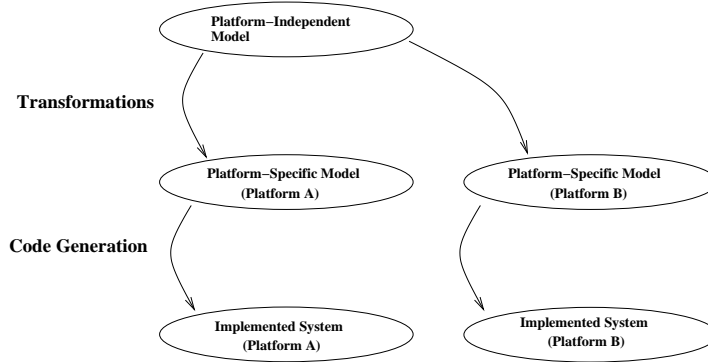 Platform−Independent
Model
Transformations
Platform−Specific Model
(Platform A)
Platform−Specific Model
(Platform B)
Code Generation
Implemented System
(Platform A)
Implemented System
(Platform B)